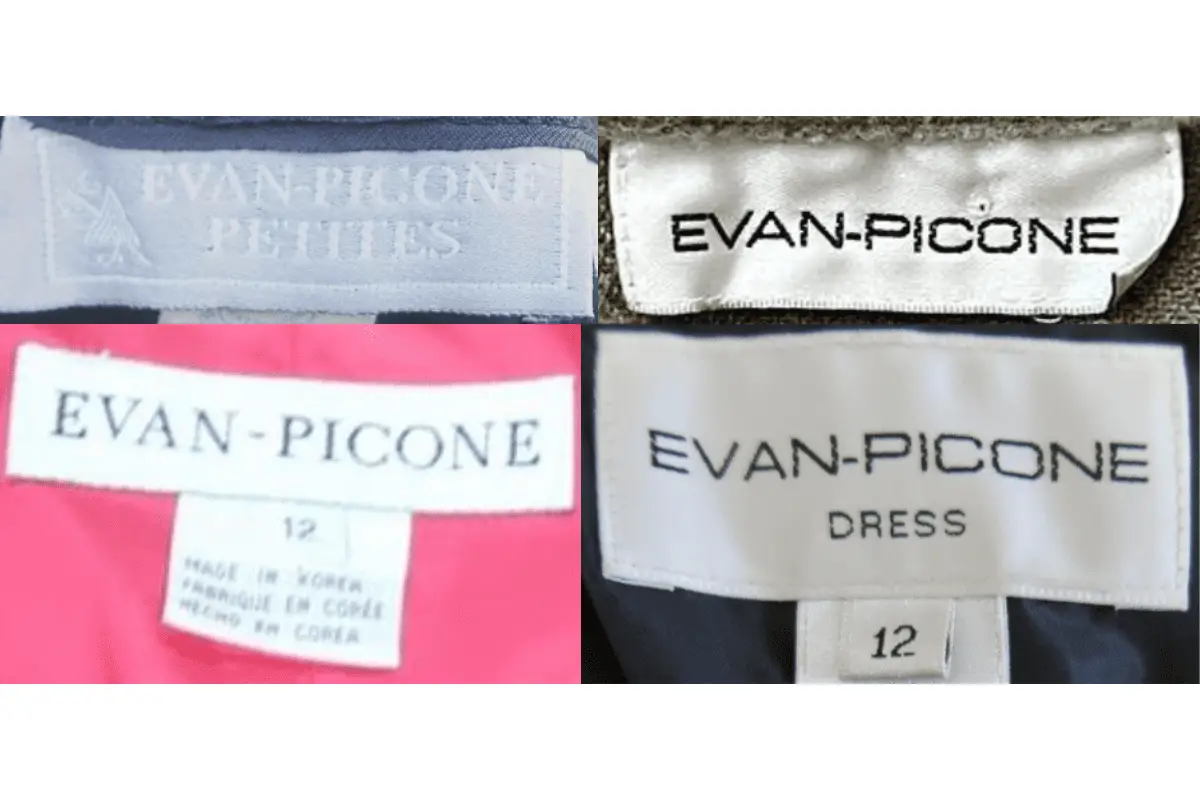 EVAN-PICONE
PETITES
EVAN-PICONE
EVAN-PICONE
12
MADE IN KOREA
FABRIQUE EN CORÉE
HECHO EN COREA
EVAN-PICONE
DRESS
12